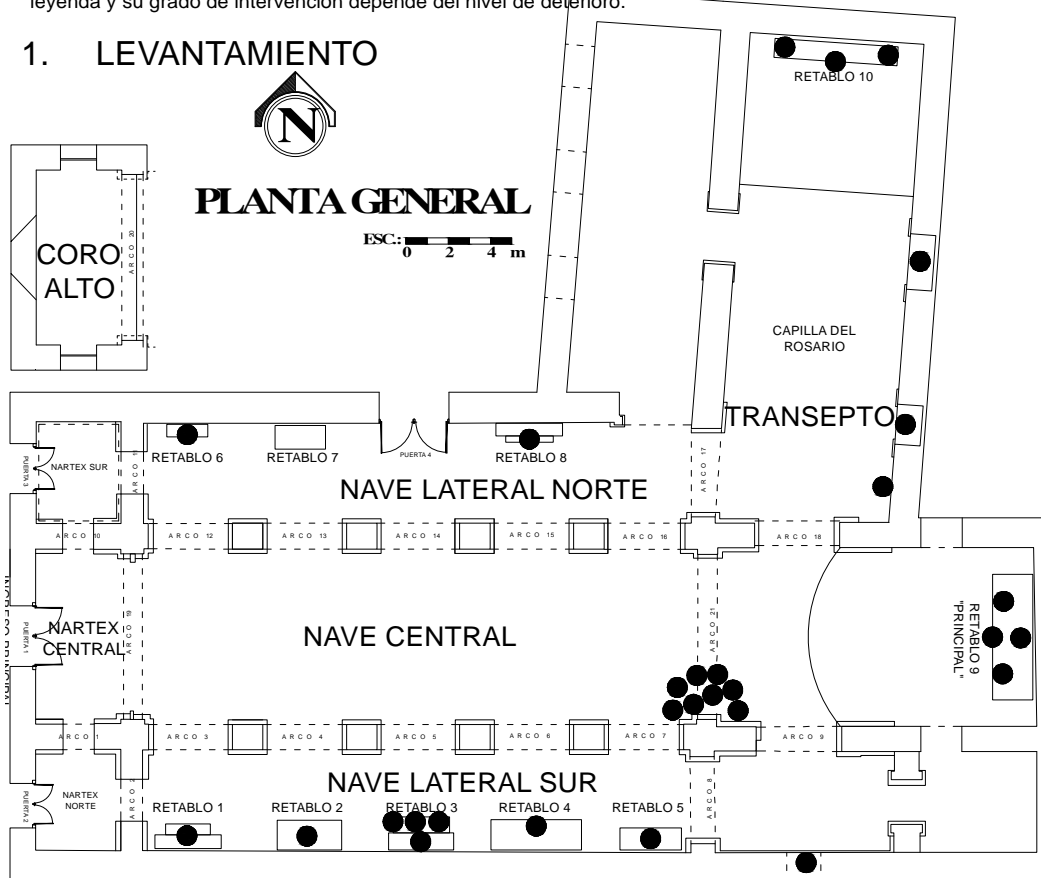 leyenda y su grado de intervención depende del nivel de deterioro.
1. LEVANTAMIENTO
N
PLANTA GENERAL
ESC.:
0 2 4 m
CORO
ALTO
ARCO 20
RETABLO 10
CAPILLA DEL
ROSARIO
TRANSEPTO
RETABLO 6
RETABLO 7
PUERTA 4
RETABLO 8
PUERTA 3
NARTEX SUR
ARCO 11
ARCO 17
NAVE LATERAL NORTE
ARCO 10
ARCO 12
ARCO 13
ARCO 14
ARCO 15
ARCO 16
ARCO 18
INGRESO PRINCIPAL
PUERTA 1
NARTEX
CENTRAL
ARCO 19
NAVE CENTRAL
ARCO 21
RETABLO 9
"PRINCIPAL"
ARCO 1
ARCO 3
ARCO 4
ARCO 5
ARCO 6
ARCO 7
ARCO 9
NAVE LATERAL SUR
PUERTA 2
NARTEX
NORTE
ARCO 2
RETABLO 1
RETABLO 2
RETABLO 3
RETABLO 4
RETABLO 5
ARCO 8